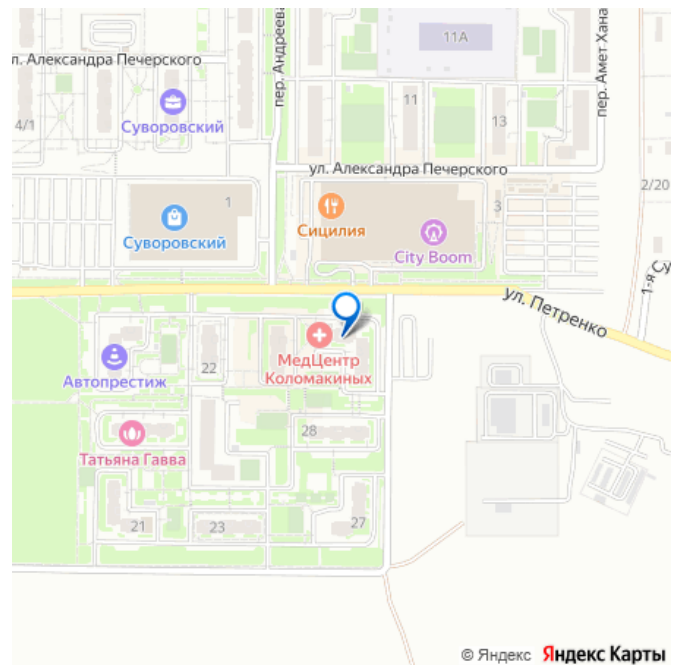 11А
л. Александра Печерского
пер. Андреева
пер. Амет Хана
4/1
Суворовский
11
13
ул. Александра Печерского
2/20
1
Сицилия
3
Суворовский
City Boom
1-я Су
ул. Петренко
МедЦентр
Коломакиных
22
Автопрестиж
28
Татьяна Гавва
21
23
27
© Яндекс Яндекс Карты